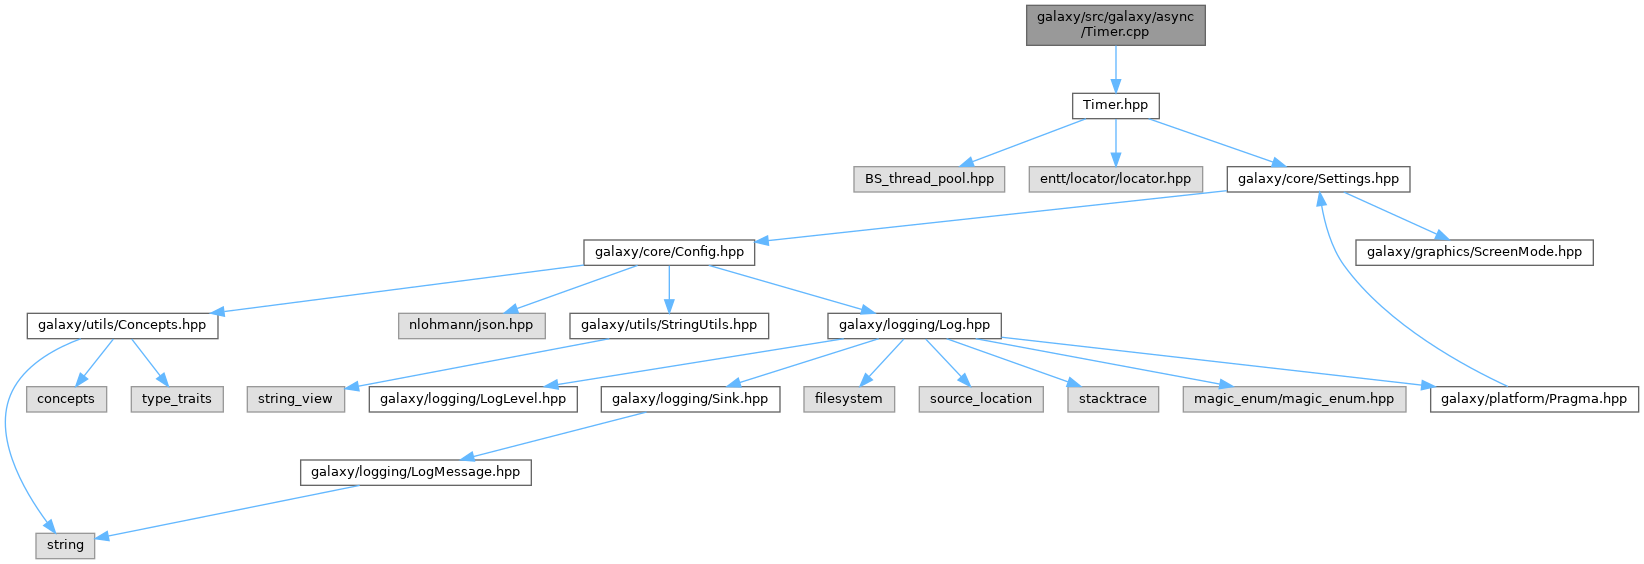 galaxy/src/galaxy/async
/Timer.cpp
Timer.hpp
BS_thread_pool.hpp
entt/locator/locator.hpp
galaxy/core/Settings.hpp
galaxy/core/Config.hpp
galaxy/graphics/ScreenMode.hpp
galaxy/utils/Concepts.hpp
nlohmann/json.hpp
galaxy/utils/StringUtils.hpp
galaxy/logging/Log.hpp
concepts
type_traits
string_view
galaxy/logging/LogLevel.hpp
galaxy/logging/Sink.hpp
filesystem
source_location
stacktrace
magic_enum/magic_enum.hpp
galaxy/platform/Pragma.hpp
galaxy/logging/LogMessage.hpp
string